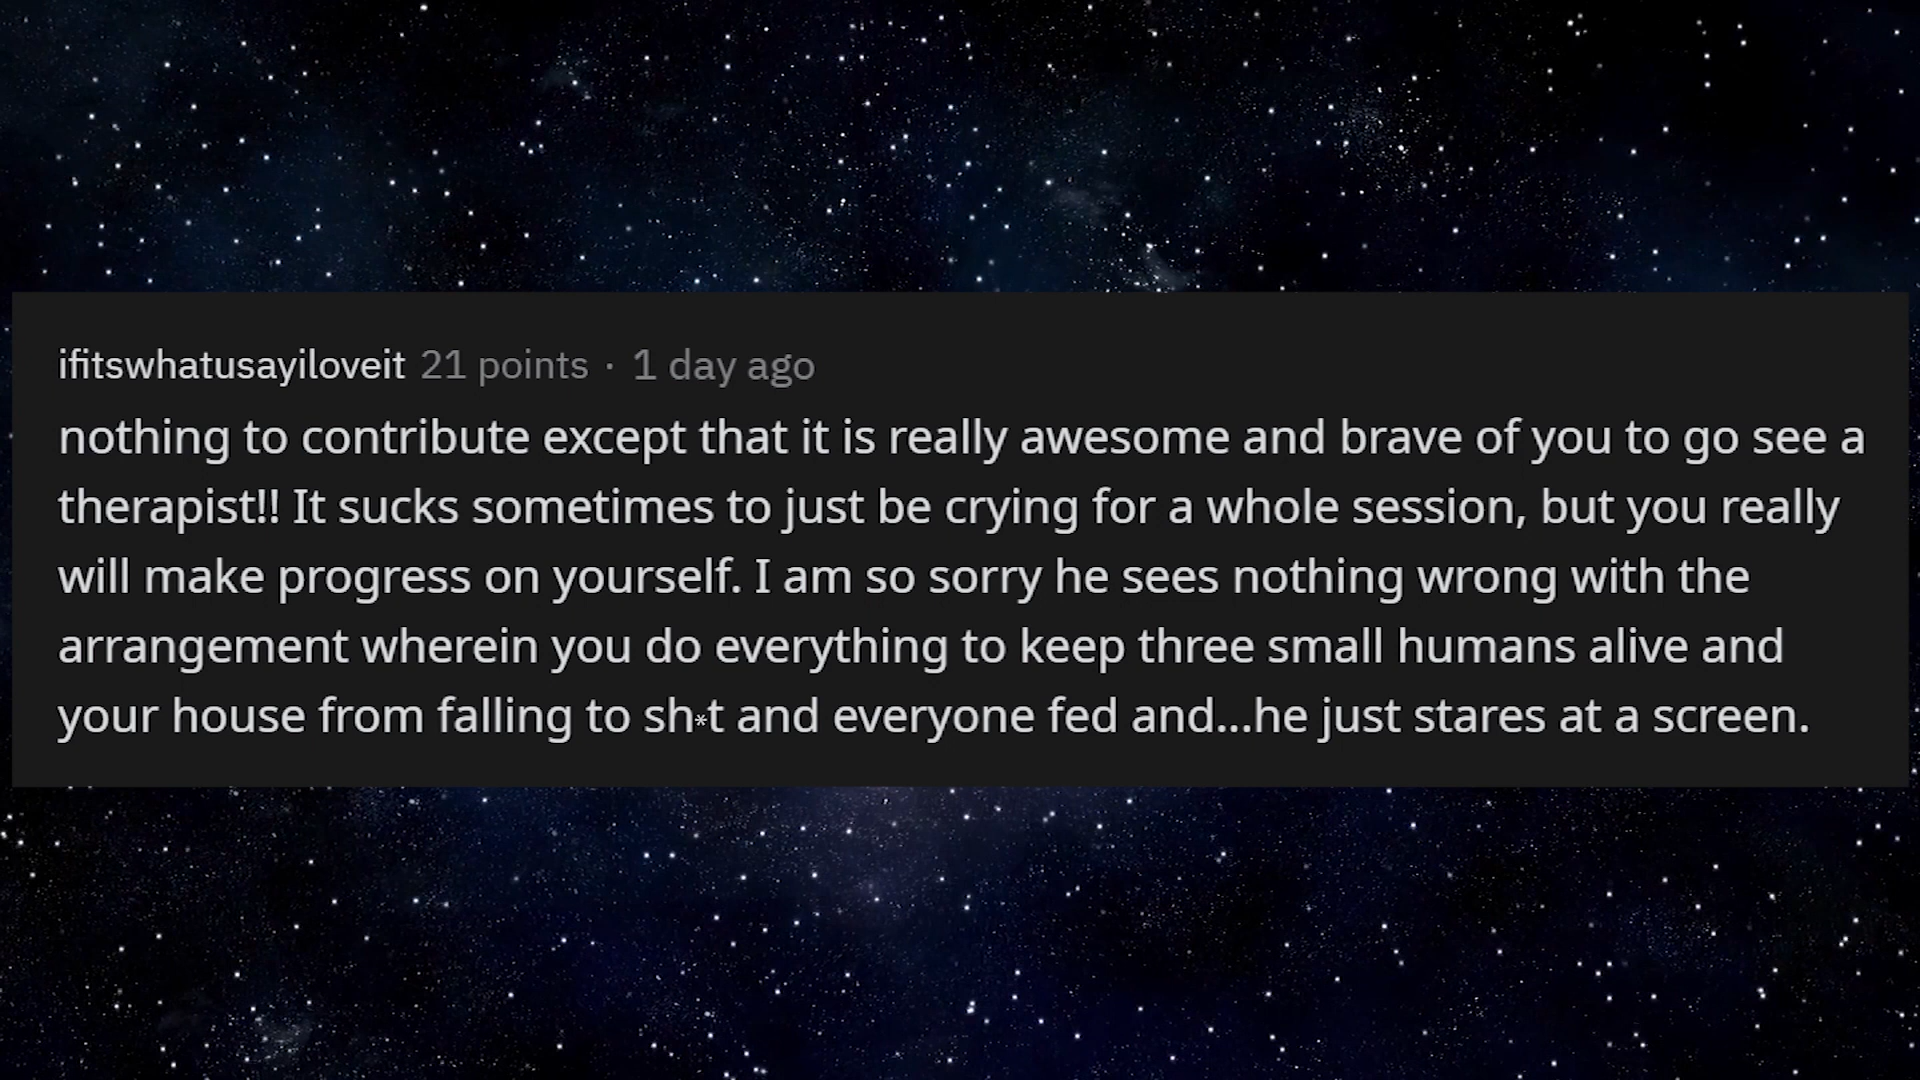 ifitswhatusayiloveit 21 points · 1 day ago
nothing to contribute except that it is really awesome and brave of you to go see a
therapist!! It sucks sometimes to just be crying for a whole session, but you really
will make progress on yourself. I am so sorry he sees nothing wrong with the
arrangement wherein you do everything to keep three small humans alive and
your house from falling to sh*t and everyone fed and...he just stares at a screen.